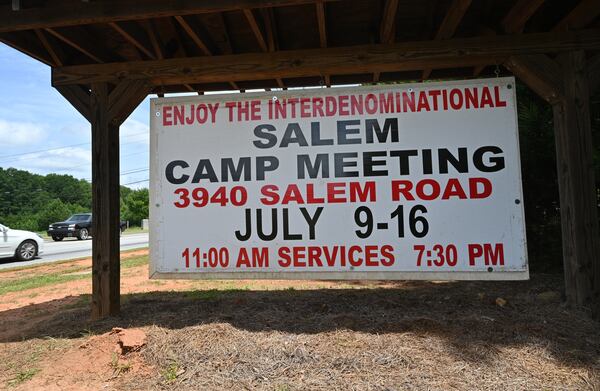 ENJOY THE INTERDENOMINATIONAL
SALEM
CAMP MEETING
3940 SALEM ROAD
JULY 9-16
11:00 AM SERVICES 7:30 PM